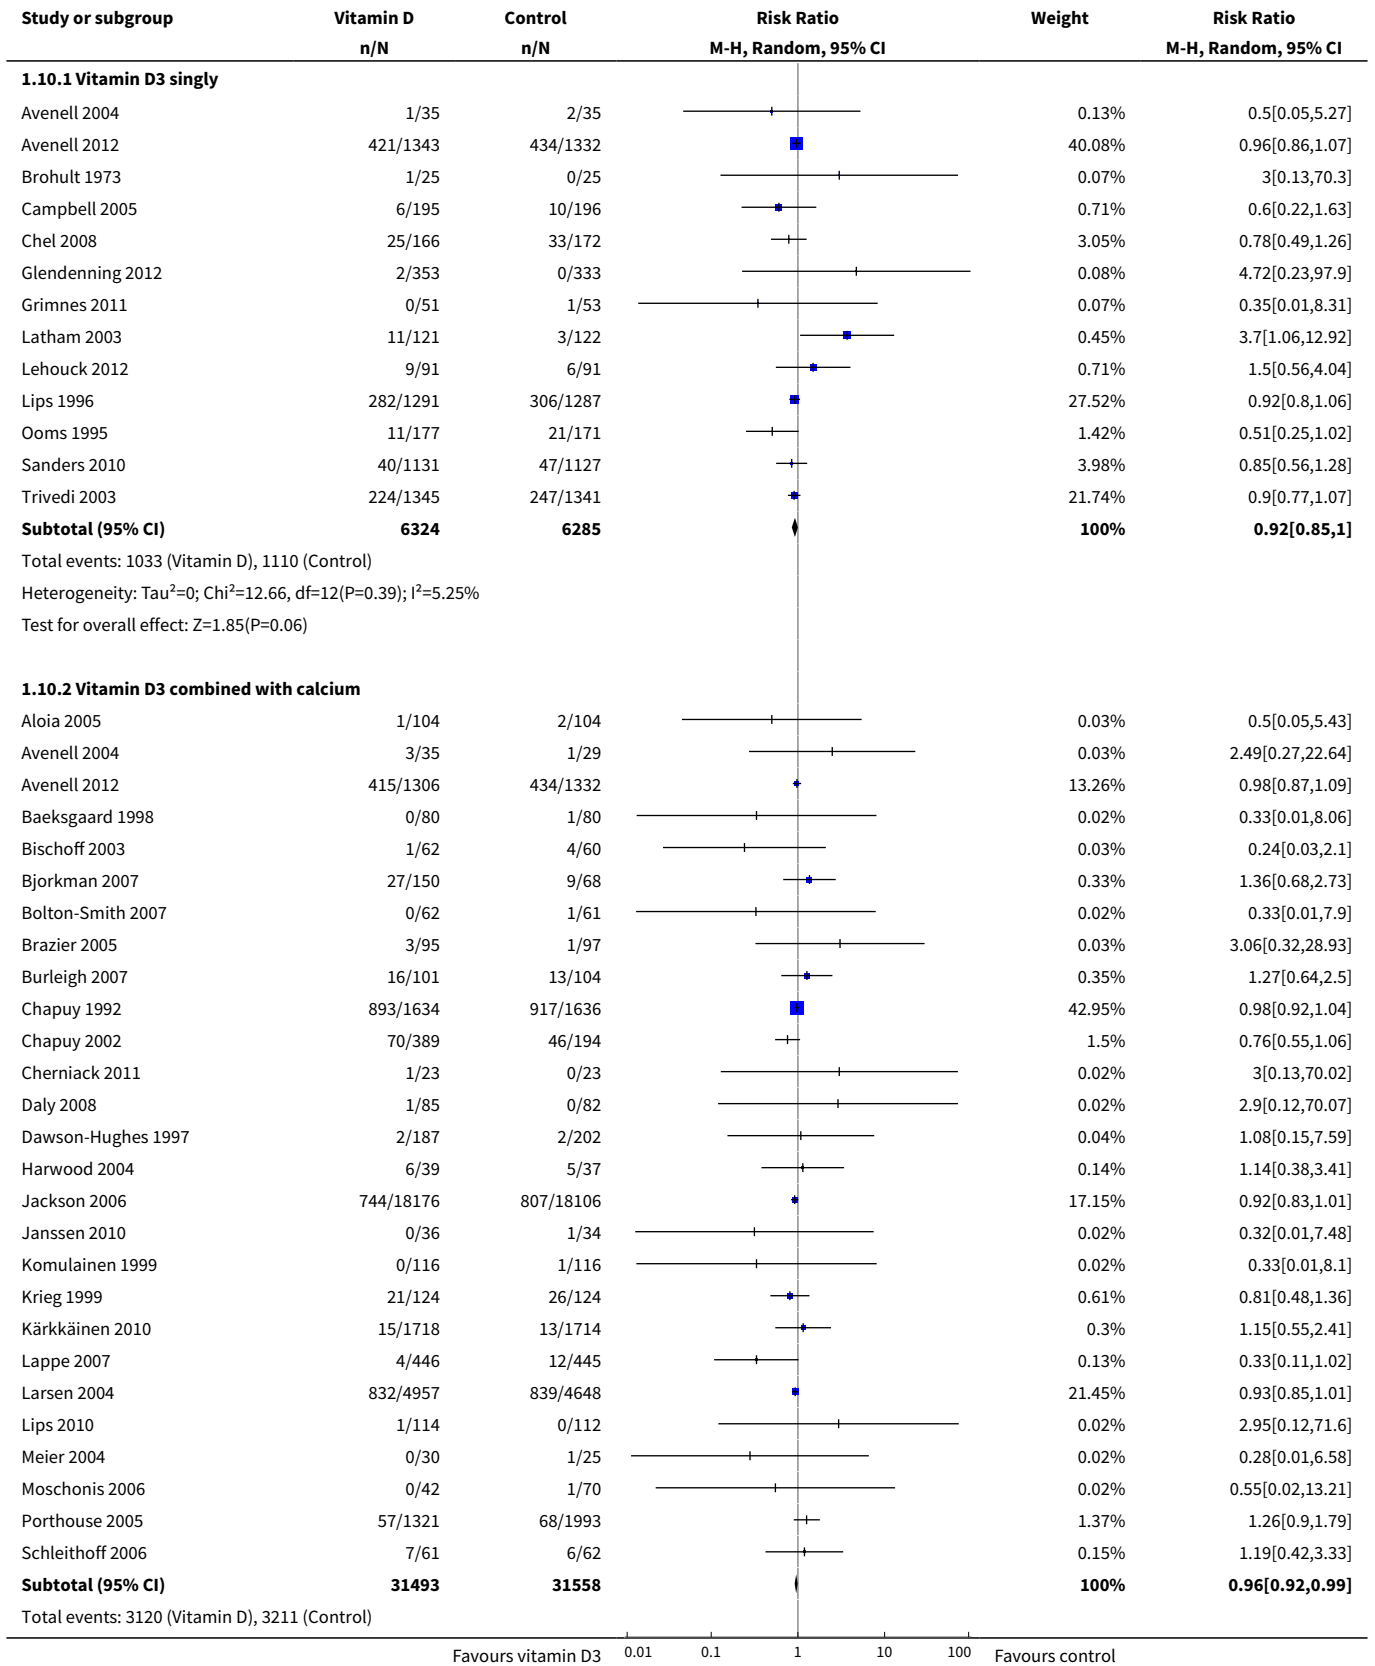 Study or subgroup Vitamin D Control Risk Ratio Weight Risk Ratio
n/N n/N M-H, Random, 95% CI M-H, Random, 95% CI
1.10.1 Vitamin D3 singly
Avenell 2004 1/35 2/35 0.13% 0.5[0.05,5.27]
Avenell 2012 421/1343 434/1332 40.08% 0.96[0.86,1.07]
Brohult 1973 1/25 0/25 0.07% 3[0.13,70.3]
Campbell 2005 6/195 10/196 0.71% 0.6[0.22,1.63]
Chel 2008 25/166 33/172 3.05% 0.78[0.49,1.26]
Glendenning 2012 2/353 0/333 0.08% 4.72[0.23,97.9]
Grimnes 2011 0/51 1/53 0.07% 0.35[0.01,8.31]
Latham 2003 11/121 3/122 0.45% 3.7[1.06,12.92]
Lehouck 2012 9/91 6/91 0.71% 1.5[0.56,4.04]
Lips 1996 282/1291 306/1287 27.52% 0.92[0.8,1.06]
Ooms 1995 11/177 21/171 1.42% 0.51[0.25,1.02]
Sanders 2010 40/1131 47/1127 3.98% 0.85[0.56,1.28]
Trivedi 2003 224/1345 247/1341 21.74% 0.9[0.77,1.07]
Subtotal (95% CI) 6324 6285 100% 0.92[0.85,1]
Total events: 1033 (Vitamin D), 1110 (Control)
Heterogeneity: Tau²=0; Chi²=12.66, df=12(P=0.39); I²=5.25%
Test for overall effect: Z=1.85(P=0.06)
1.10.2 Vitamin D3 combined with calcium
Aloia 2005 1/104 2/104 0.03% 0.5[0.05,5.43]
Avenell 2004 3/35 1/29 0.03% 2.49[0.27,22.64]
Avenell 2012 415/1306 434/1332 13.26% 0.98[0.87,1.09]
Baeksgaard 1998 0/80 1/80 0.02% 0.33[0.01,8.06]
Bischoff 2003 1/62 4/60 0.03% 0.24[0.03,2.1]
Bjorkman 2007 27/150 9/68 0.33% 1.36[0.68,2.73]
Bolton-Smith 2007 0/62 1/61 0.02% 0.33[0.01,7.9]
Brazier 2005 3/95 1/97 0.03% 3.06[0.32,28.93]
Burleigh 2007 16/101 13/104 0.35% 1.27[0.64,2.5]
Chapuy 1992 893/1634 917/1636 42.95% 0.98[0.92,1.04]
Chapuy 2002 70/389 46/194 1.5% 0.76[0.55,1.06]
Cherniack 2011 1/23 0/23 0.02% 3[0.13,70.02]
Daly 2008 1/85 0/82 0.02% 2.9[0.12,70.07]
Dawson-Hughes 1997 2/187 2/202 0.04% 1.08[0.15,7.59]
Harwood 2004 6/39 5/37 0.14% 1.14[0.38,3.41]
Jackson 2006 744/18176 807/18106 17.15% 0.92[0.83,1.01]
Janssen 2010 0/36 1/34 0.02% 0.32[0.01,7.48]
Komulainen 1999 0/116 1/116 0.02% 0.33[0.01,8.1]
Krieg 1999 21/124 26/124 0.61% 0.81[0.48,1.36]
Kärkkäinen 2010 15/1718 13/1714 0.3% 1.15[0.55,2.41]
Lappe 2007 4/446 12/445 0.13% 0.33[0.11,1.02]
Larsen 2004 832/4957 839/4648 21.45% 0.93[0.85,1.01]
Lips 2010 1/114 0/112 0.02% 2.95[0.12,71.6]
Meier 2004 0/30 1/25 0.02% 0.28[0.01,6.58]
Moschonis 2006 0/42 1/70 0.02% 0.55[0.02,13.21]
Porthouse 2005 57/1321 68/1993 1.37% 1.26[0.9,1.79]
Schleithoff 2006 7/61 6/62 0.15% 1.19[0.42,3.33]
Subtotal (95% CI) 31493 31558 100% 0.96[0.92,0.99]
Total events: 3120 (Vitamin D), 3211 (Control)
Favours vitamin D3 0.01 0.1 1 10 100 Favours control